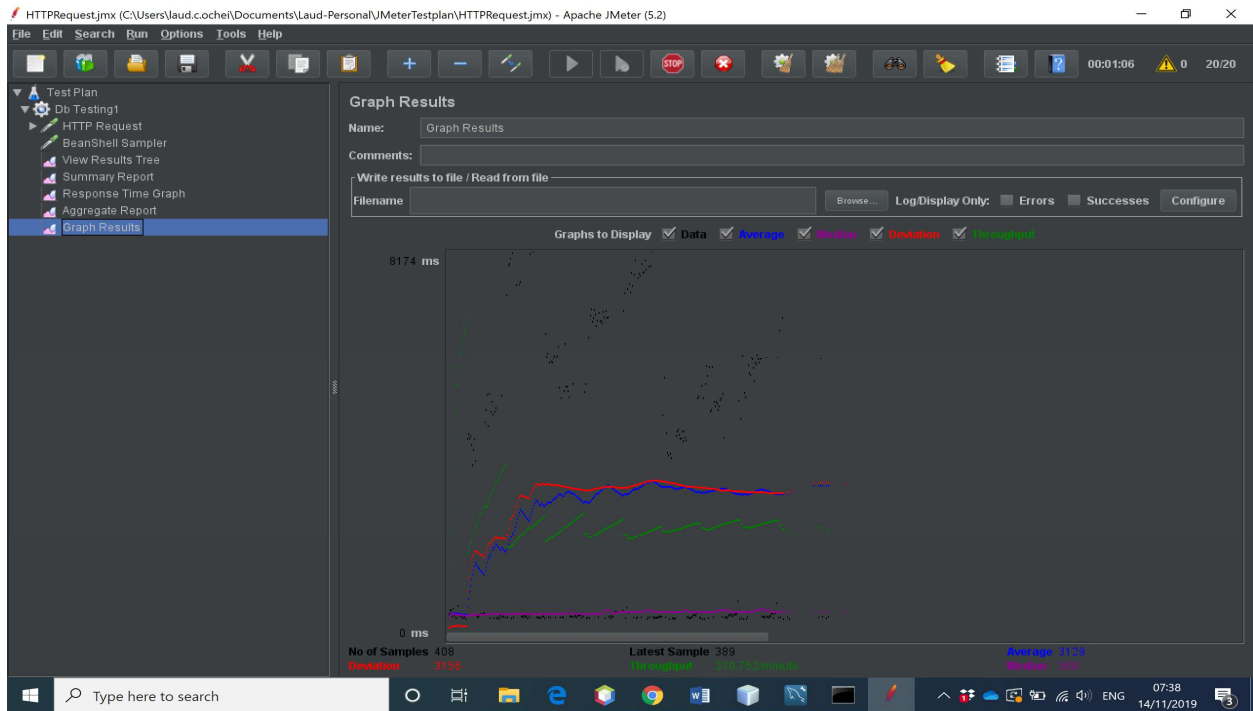 HTTPRequest.jmx (C:\Users\laud.c.ochei\Documents\Laud-Personal\JMeterTestplan\HTTPRequest.jmx) - Apache JMeter (5.2)
File Edit Search Run Options Tools Help
STOP
00:01:06 0 20/20
Test Plan
Db Testing1
HTTP Request
BeanShell Sampler
View Results Tree
Summary Report
Response Time Graph
Aggregate Report
Graph Results
Graph Results
Name: Graph Results
Comments:
Write results to file / Read from file
Filename Browse... Log/Display Only: Errors Successes Configure
Graphs to Display Data Average Median Deviation Throughput
8174 ms
0 ms
No of Samples 408 Latest Sample 389 Average 3129
Deviation 3155 Throughput Median
Type here to search
ENG 07:38
14/11/2019
3